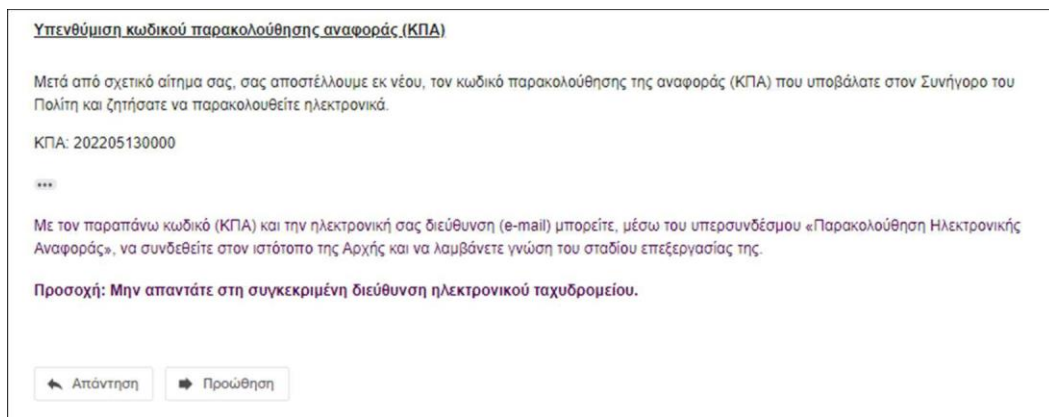 Υπενθύμιση κωδικού παρακολούθησης αναφοράς (ΚΠΑ)
Μετά από σχετικό αίτημα σας, σας αποστέλλουμε εκ νέου, τον κωδικό παρακολούθησης της αναφοράς (ΚΠΑ) που υποβάλατε στον Συνήγορο του
Πολίτη και ζητήσατε να παρακολουθείτε ηλεκτρονικά.
ΚΠΑ: 202205130000
•••
Με τον παραπάνω κωδικό (ΚΠΑ) και την ηλεκτρονική σας διεύθυνση (e-mail) μπορείτε, μέσω του υπερσυνδέσμου «Παρακολούθηση Ηλεκτρονικής
Αναφοράς», να συνδεθείτε στον ιστότοπο της Αρχής και να λαμβάνετε γνώση του σταδίου επεξεργασίας της.
Προσοχή: Μην απαντάτε στη συγκεκριμένη διεύθυνση ηλεκτρονικού ταχυδρομείου.
Απάντηση Προώθηση